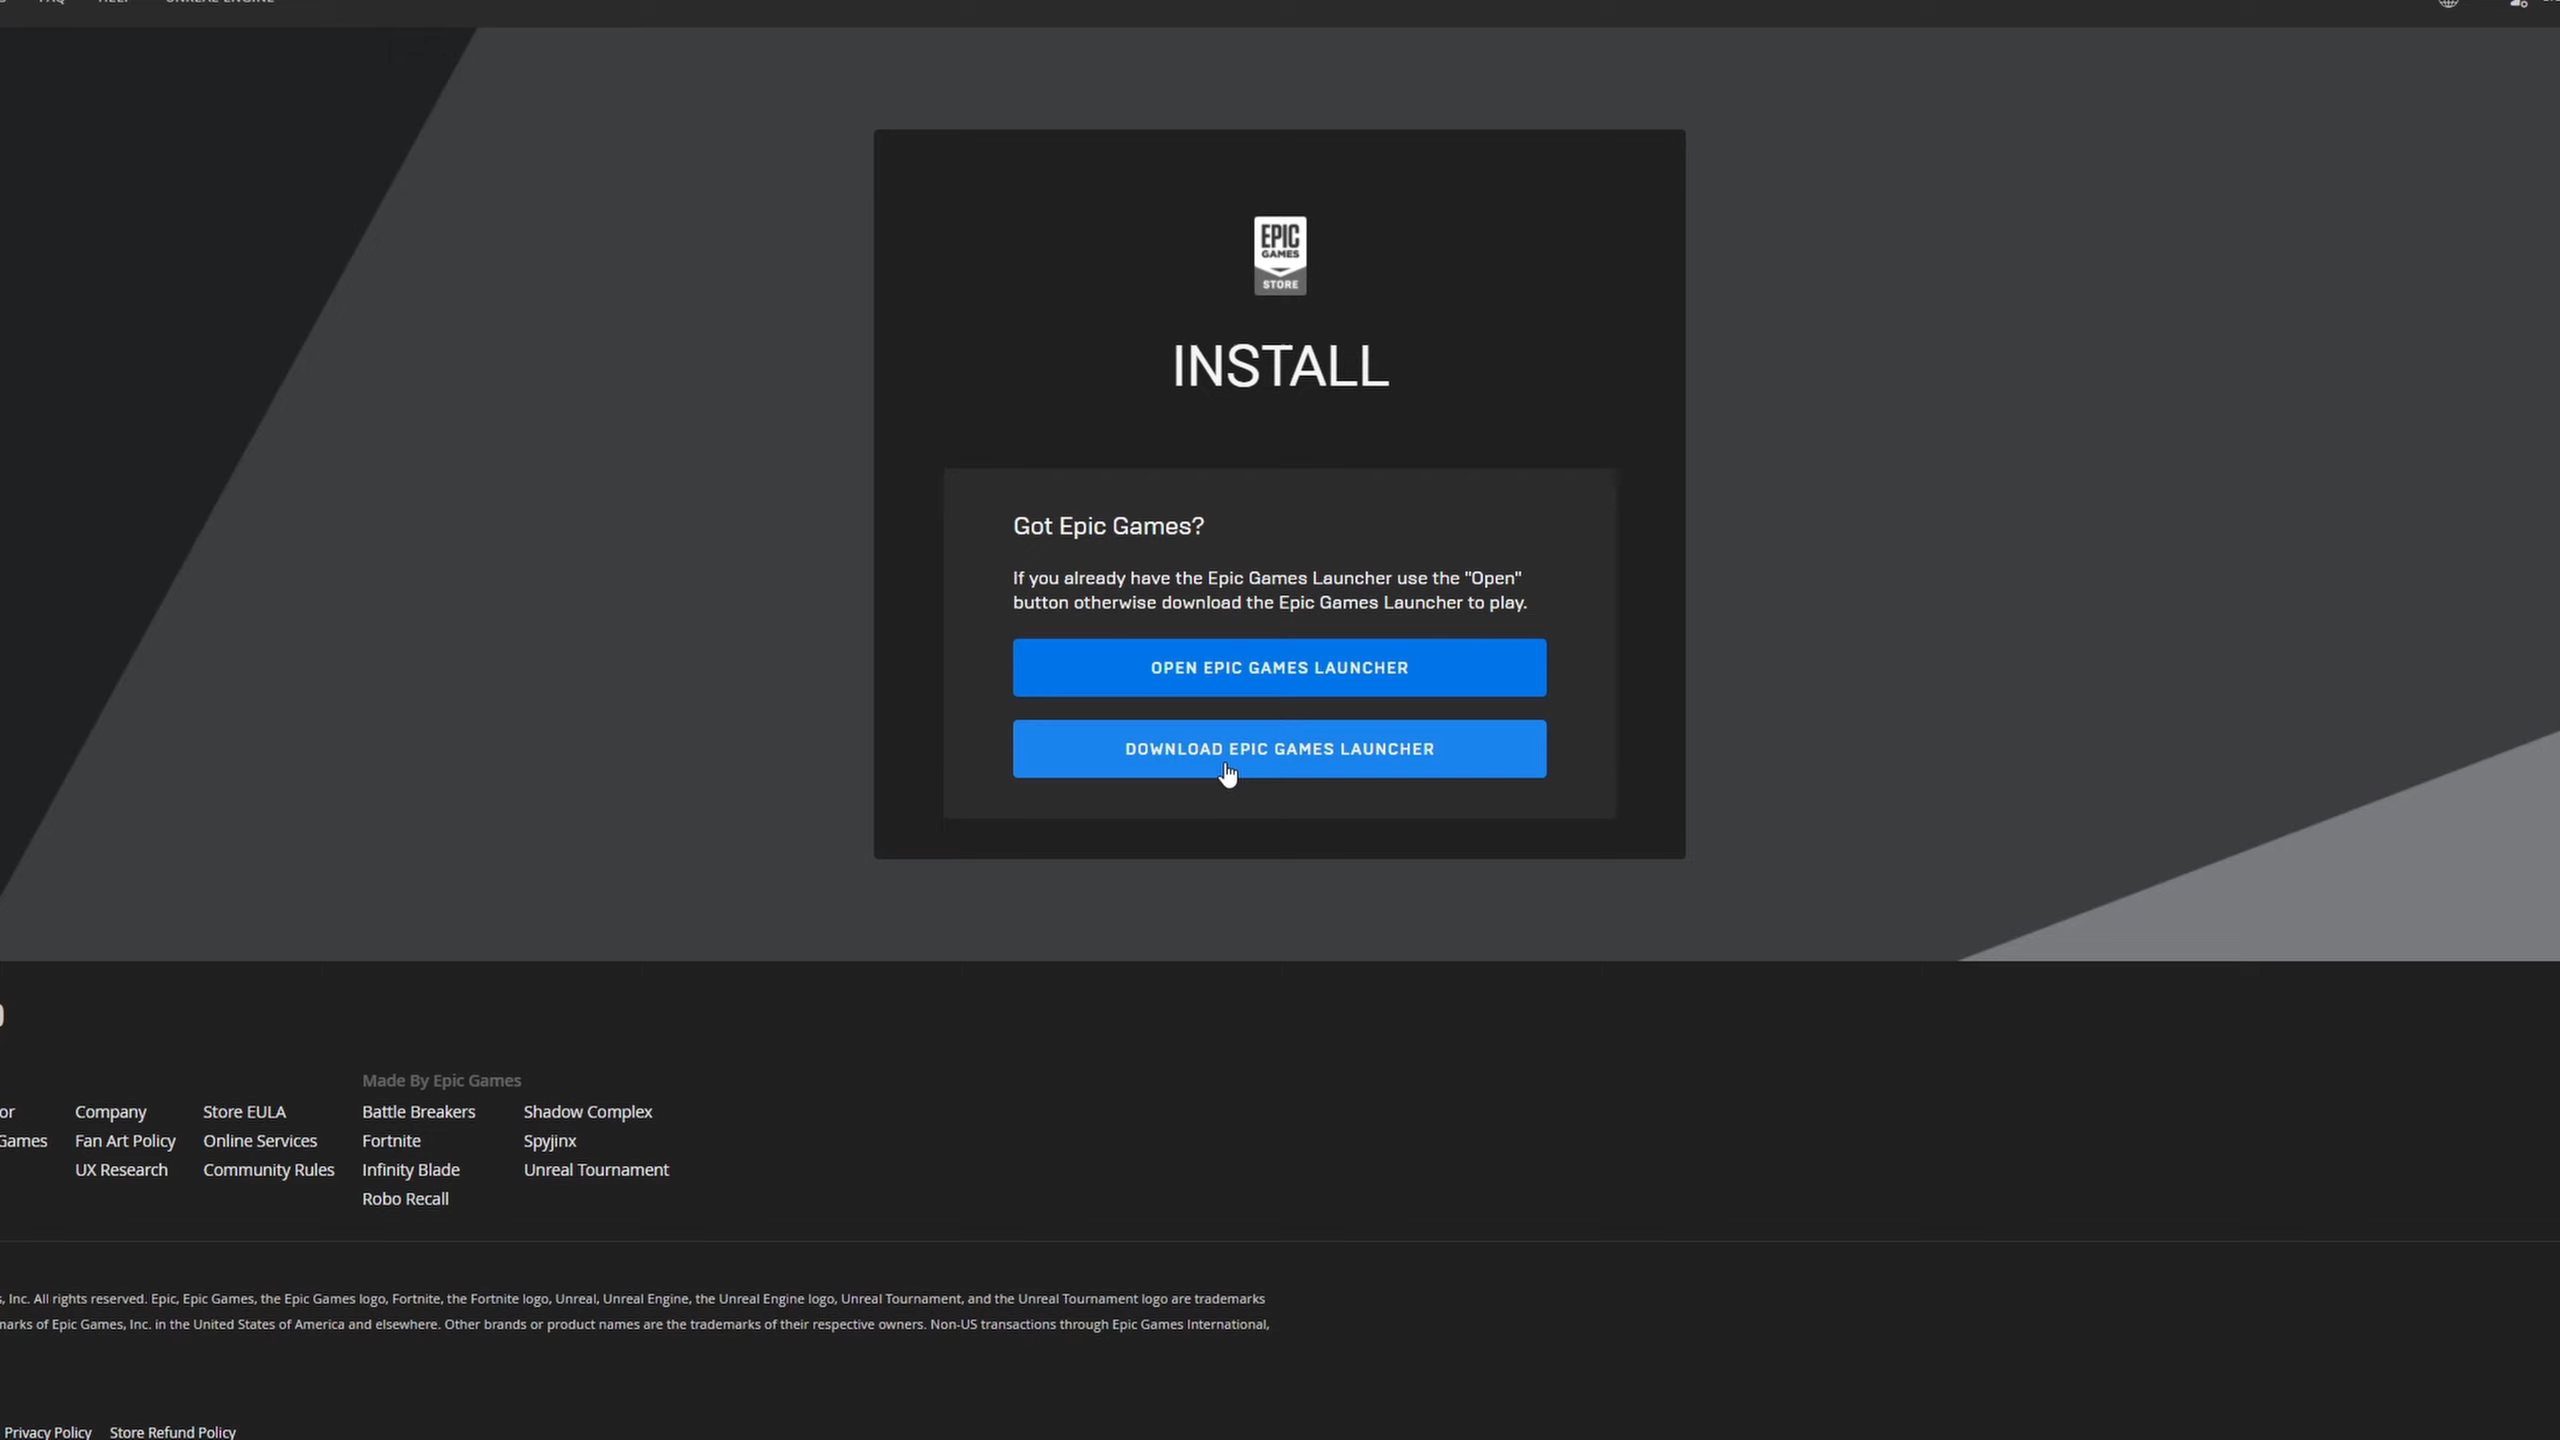 FAQ HELP UNREAL ENGINE
EPIC
GAMES
STORE
INSTALL
Got Epic Games?
If you already have the Epic Games Launcher use the "Open"
button otherwise download the Epic Games Launcher to play.
OPEN EPIC GAMES LAUNCHER
DOWNLOAD EPIC GAMES LAUNCHER
Made By Epic Games
or Company Store EULA Battle Breakers Shadow Complex
Games Fan Art Policy Online Services Fortnite Spyjinx
UX Research Community Rules Infinity Blade Unreal Tournament
Robo Recall
, Inc. All rights reserved. Epic, Epic Games, the Epic Games logo, Fortnite, the Fortnite logo, Unreal, Unreal Engine, the Unreal Engine logo, Unreal Tournament, and the Unreal Tournament logo are trademarks
marks of Epic Games, Inc. in the United States of America and elsewhere. Other brands or product names are the trademarks of their respective owners. Non-US transactions through Epic Games International,
Privacy Policy Store Refund Policy